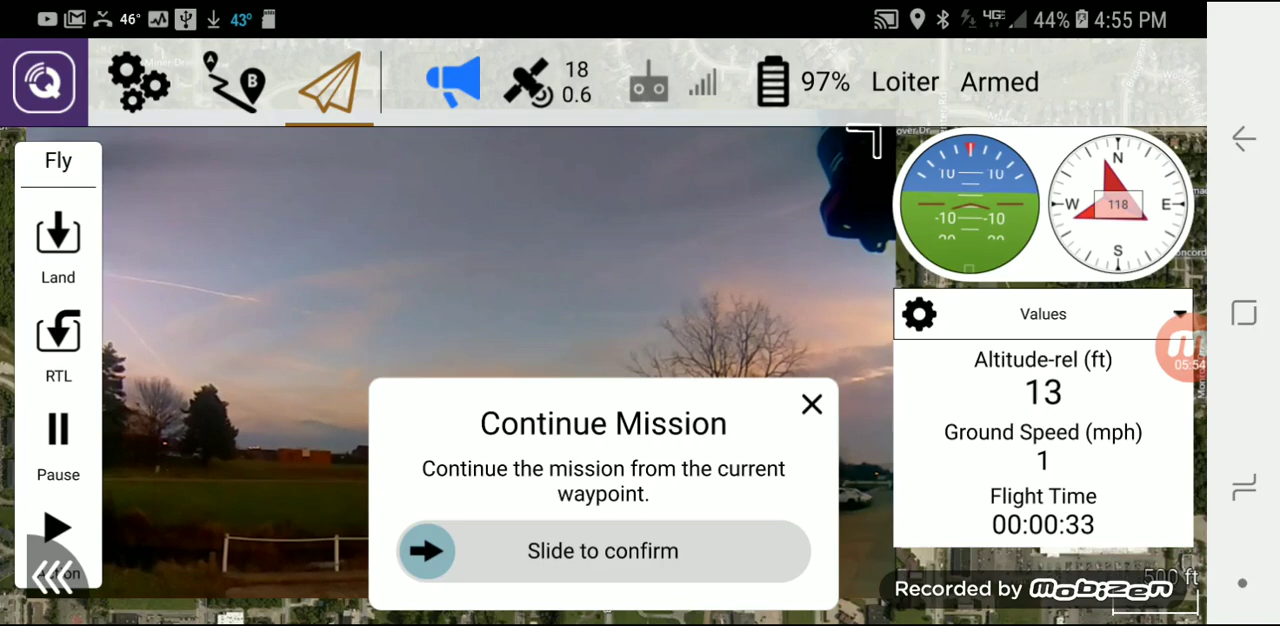 46° 43° 4G 44% 4:55 PM
18
0.6
97% Loiter Armed
Fly
Land
RTL
Pause
Continue Mission
Continue the mission from the current
waypoint.
Slide to confirm
10 10
-10 -10
N
W 118 E
S
Values
Altitude-rel (ft)
13
Ground Speed (mph)
1
Flight Time
00:00:33
05:54
500 ft
Recorded by Mobizen